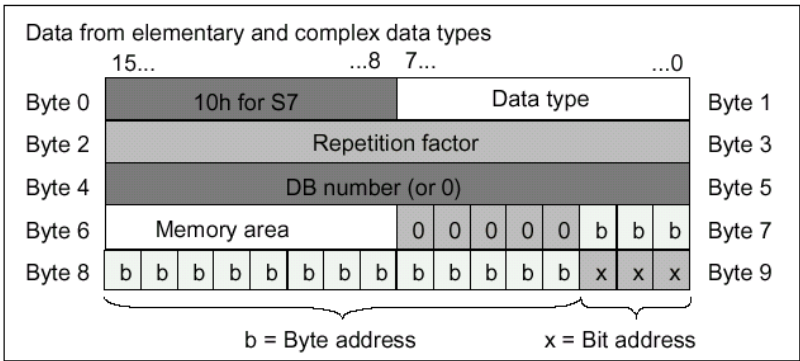 Data from elementary and complex data types
15... ...8 7... ...0
Byte 0 10h for S7 Data type Byte 1
Byte 2 Repetition factor Byte 3
Byte 4 DB number (or 0) Byte 5
Byte 6 Memory area 0 0 0 0 0 b b b Byte 7
Byte 8 b b b b b b b b b b b b b x x x Byte 9
b = Byte address x = Bit address